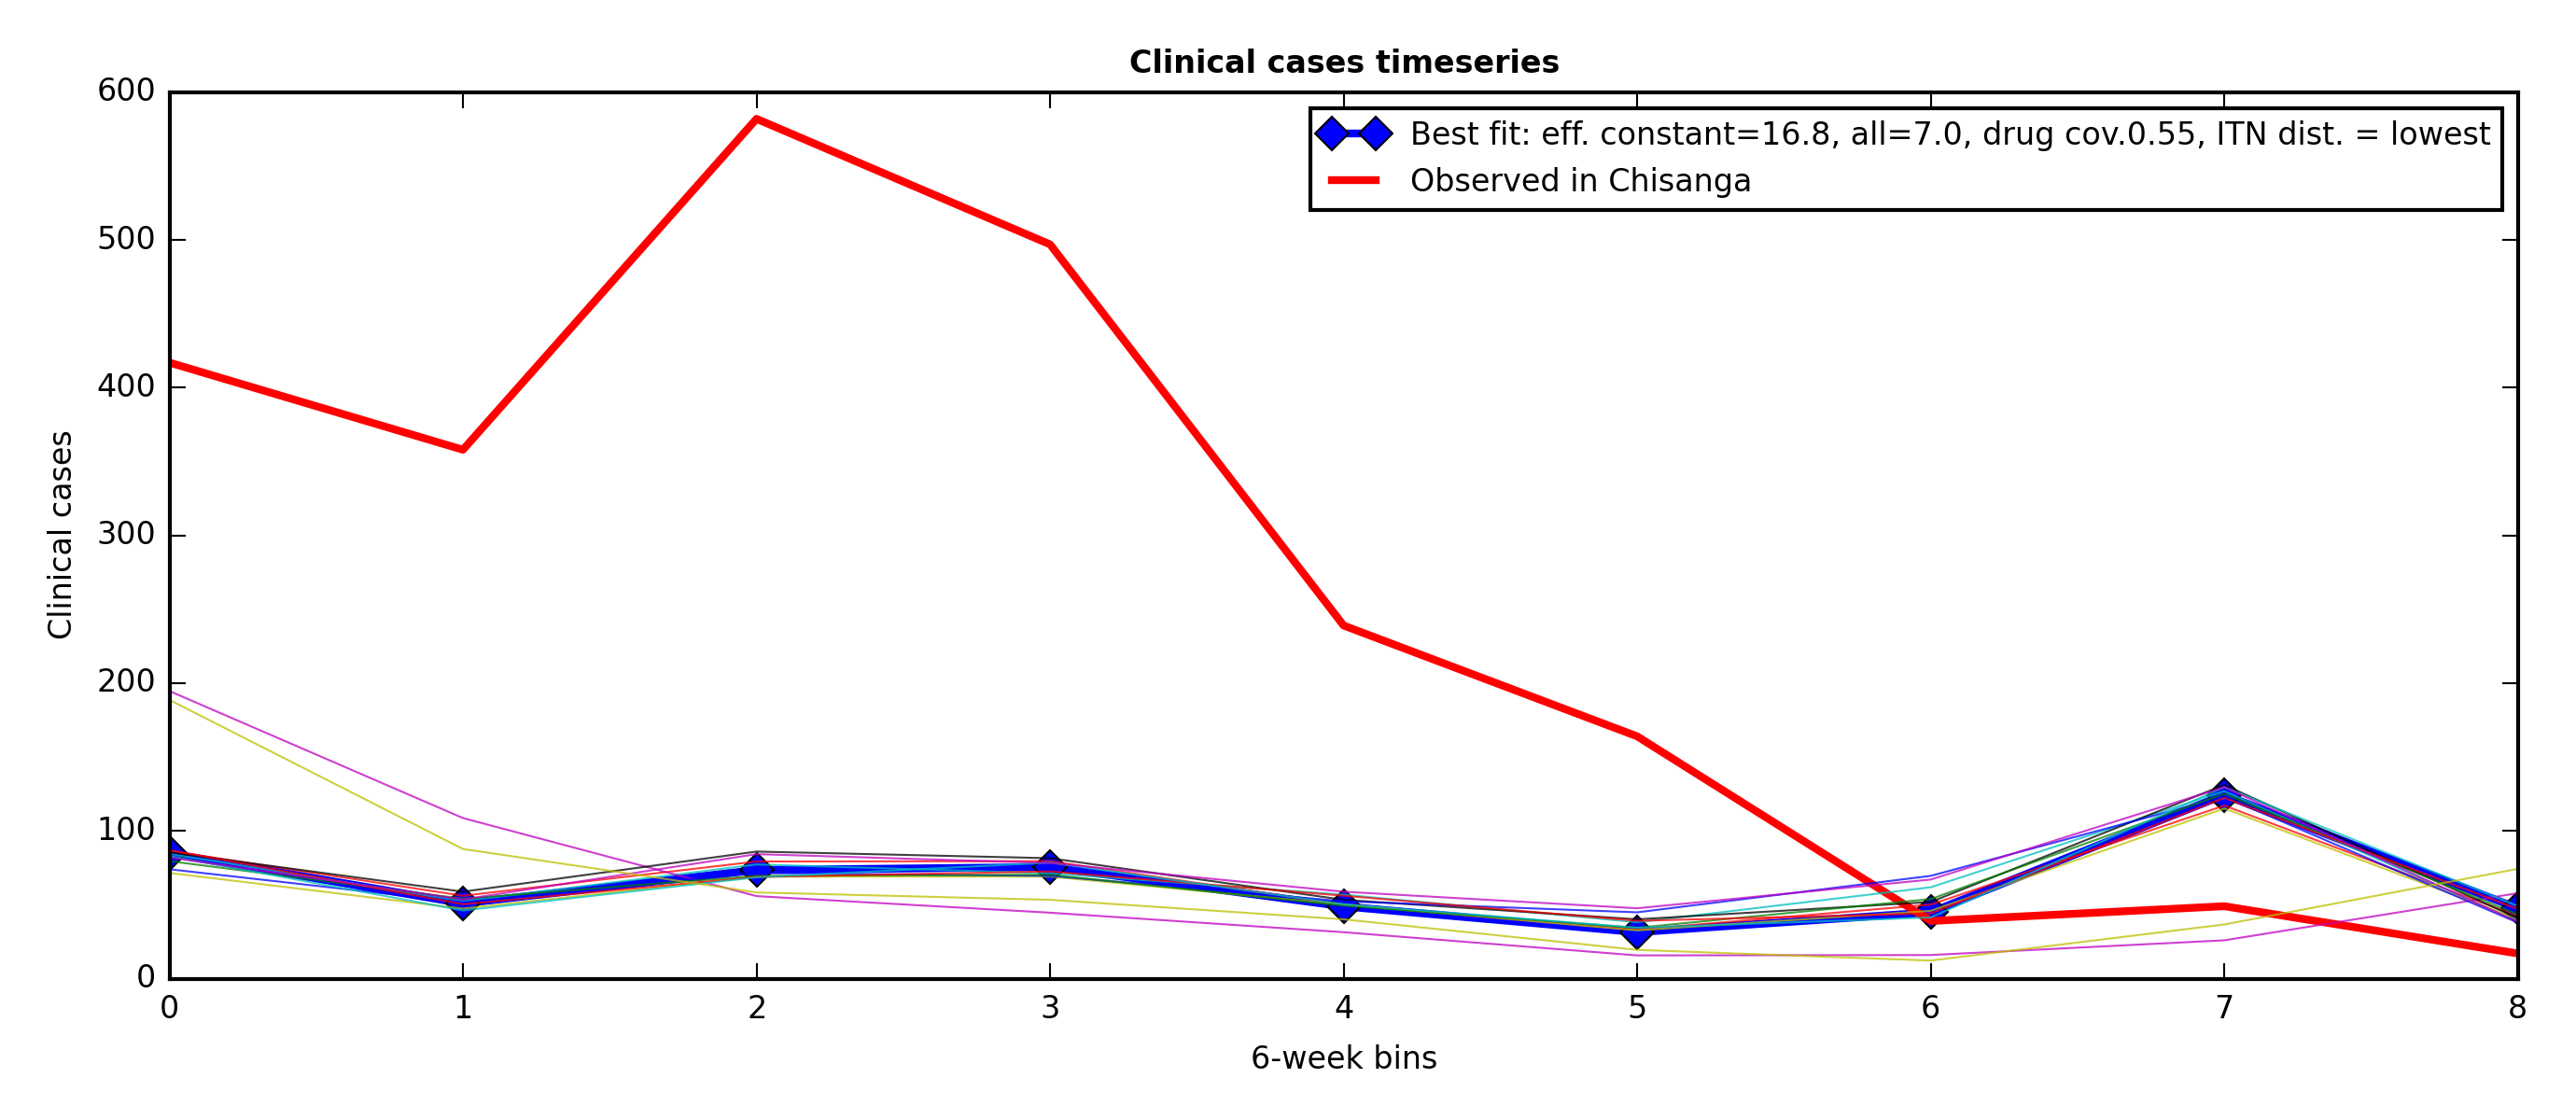 Clinical cases timeseries
600
500
400
300
200
100
0
Clinical cases
Best fit: eff. constant=16.8, all=7.0, drug cov.0.55, ITN dist. = lowest
Observed in Chisanga
0 1 2 3 4 5 6 7 8
6-week bins